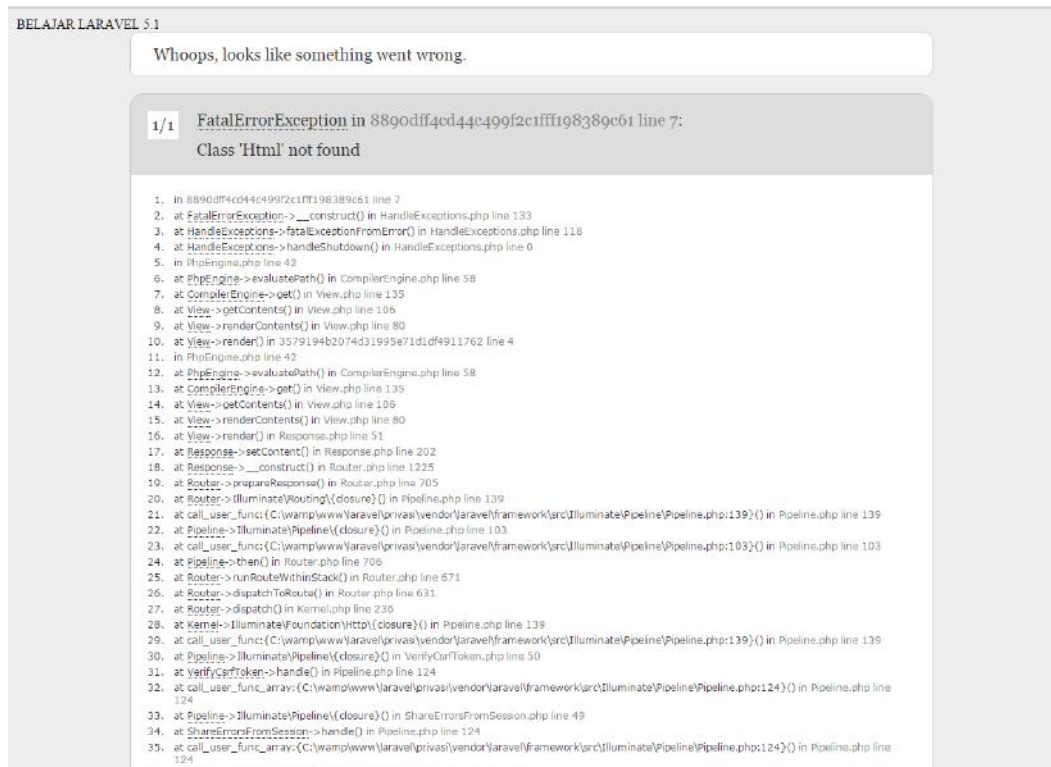 BELAJAR LARAVEL 5.1
Whoops, looks like something went wrong.
1/1
FatalErrorException in 8890dff4cd44c499f2c1fff198389c61 line 7:
Class 'Html' not found
1. in 8890dff4cd44c499f2c1fff198389c61 line 7
2. at FatalErrorException->__construct() in HandleExceptions.php line 133
3. at HandleExceptions->fatalExceptionFromError() in HandleExceptions.php line 118
4. at HandleExceptions->handleShutdown() in HandleExceptions.php line 0
5. in PhpEngine.php line 42
6. at PhpEngine->evaluatePath() in CompilerEngine.php line 58
7. at CompilerEngine->get() in View.php line 135
8. at View->getContents() in View.php line 106
9. at View->renderContents() in View.php line 80
10. at View->render() in 3579194b2074d31995e71d1df4911762 line 4
11. in PhpEngine.php line 42
12. at PhpEngine->evaluatePath() in CompilerEngine.php line 58
13. at CompilerEngine->get() in View.php line 135
14. at View->getContents() in View.php line 106
15. at View->renderContents() in View.php line 80
16. at View->render() in Response.php line 51
17. at Response->setContent() in Response.php line 202
18. at Response->__construct() in Router.php line 1225
19. at Router->prepareResponse() in Router.php line 705
20. at Router->Illuminate\Routing\{closure}() in Pipeline.php line 139
21. at call_user_func:{C:\wamp\www\laravel\privasi\vendor\laravel\framework\src\Illuminate\Pipeline\Pipeline.php:139}() in Pipeline.php line 139
22. at Pipeline->Illuminate\Pipeline\{closure}() in Pipeline.php line 103
23. at call_user_func:{C:\wamp\www\laravel\privasi\vendor\laravel\framework\src\Illuminate\Pipeline\Pipeline.php:103}() in Pipeline.php line 103
24. at Pipeline->then() in Router.php line 706
25. at Router->runRouteWithinStack() in Router.php line 671
26. at Router->dispatchToRoute() in Router.php line 631
27. at Router->dispatch() in Kernel.php line 236
28. at Kernel->Illuminate\Foundation\Http\{closure}() in Pipeline.php line 139
29. at call_user_func:{C:\wamp\www\laravel\privasi\vendor\laravel\framework\src\Illuminate\Pipeline\Pipeline.php:139}() in Pipeline.php line 139
30. at Pipeline->Illuminate\Pipeline\{closure}() in VerifyCsrfToken.php line 50
31. at VerifyCsrfToken->handle() in Pipeline.php line 124
32. at call_user_func_array:{C:\wamp\www\laravel\privasi\vendor\laravel\framework\src\Illuminate\Pipeline\Pipeline.php:124}() in Pipeline.php line
124
33. at Pipeline->Illuminate\Pipeline\{closure}() in ShareErrorsFromSession.php line 49
34. at ShareErrorsFromSession->handle() in Pipeline.php line 124
35. at call_user_func_array:{C:\wamp\www\laravel\privasi\vendor\laravel\framework\src\Illuminate\Pipeline\Pipeline.php:124}() in Pipeline.php line
124